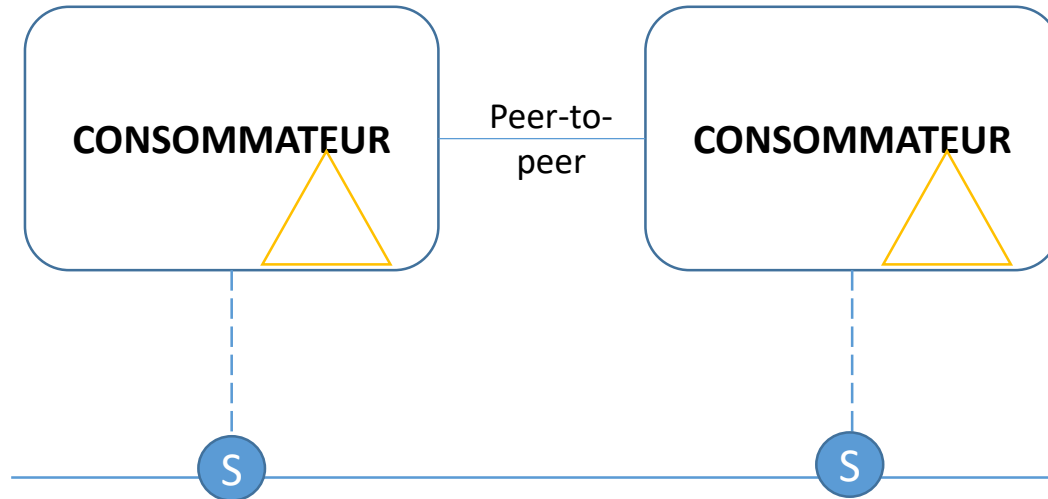 CONSOMMATEUR
Peer-to-
peer
CONSOMMATEUR
S
S